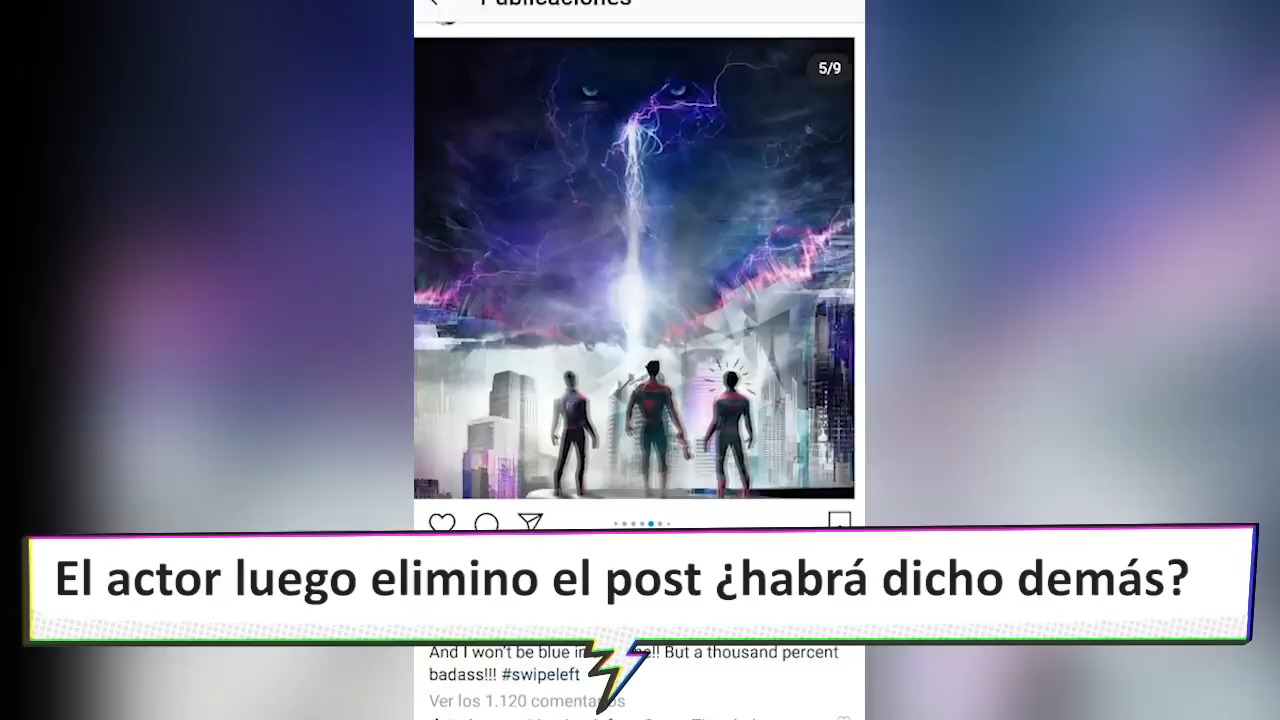 Publicaciones
5/9
El actor luego elimino el post ¿habrá dicho demás?
And I won't be blue in !! But a thousand percent
badass!!! #swipeleft
Ver los 1.120 comentarios